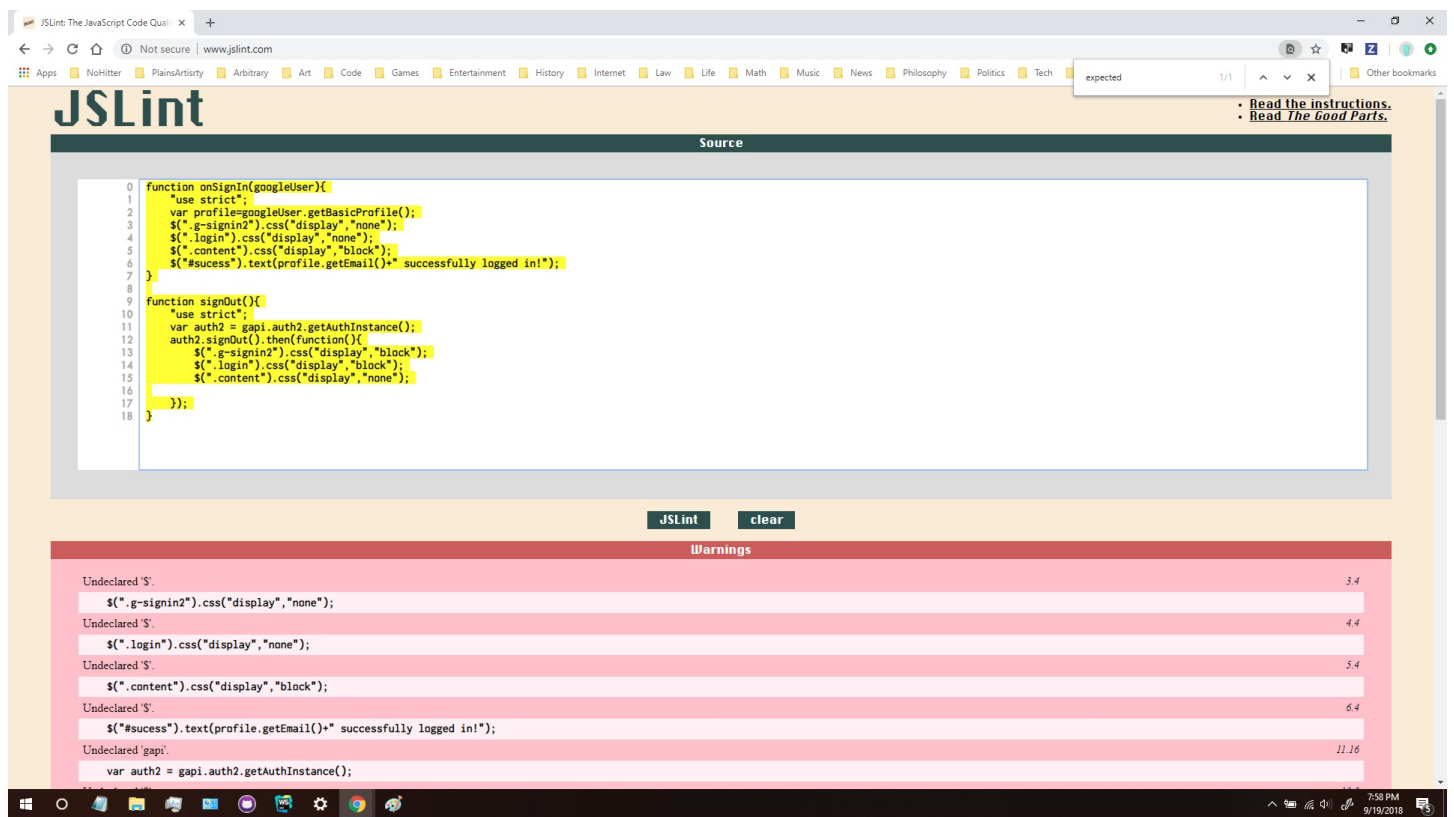 JSLint: The JavaScript Code Quali
Not secure | www.jslint.com
Apps NoHitter PlainsArtisrty Arbitrary Art Code Games Entertainment History Internet Law Life Math Music News Philosophy Politics Tech Other bookmarks
expected 1/1
JSLint
• Read the instructions.
• Read The Good Parts.
Source
0 function onSignIn(googleUser){
1 "use strict";
2 var profile=googleUser.getBasicProfile();
3 $(".g-signin2").css("display","none");
4 $(".login").css("display","none");
5 $(".content").css("display","block");
6 $("#sucess").text(profile.getEmail()+" successfully logged in!");
7 }
8
9 function signOut(){
10 "use strict";
11 var auth2 = gapi.auth2.getAuthInstance();
12 auth2.signOut().then(function(){
13 $(".g-signin2").css("display","block");
14 $(".login").css("display","block");
15 $(".content").css("display","none");
16
17 });
18 }
JSLint clear
Warnings
Undeclared '$'. 3.4
$(".g-signin2").css("display","none");
Undeclared '$'. 4.4
$(".login").css("display","none");
Undeclared '$'. 5.4
$(".content").css("display","block");
Undeclared '$'. 6.4
$("#sucess").text(profile.getEmail()+" successfully logged in!");
Undeclared 'gapi'. 11.16
var auth2 = gapi.auth2.getAuthInstance();
7:58 PM
9/19/2018